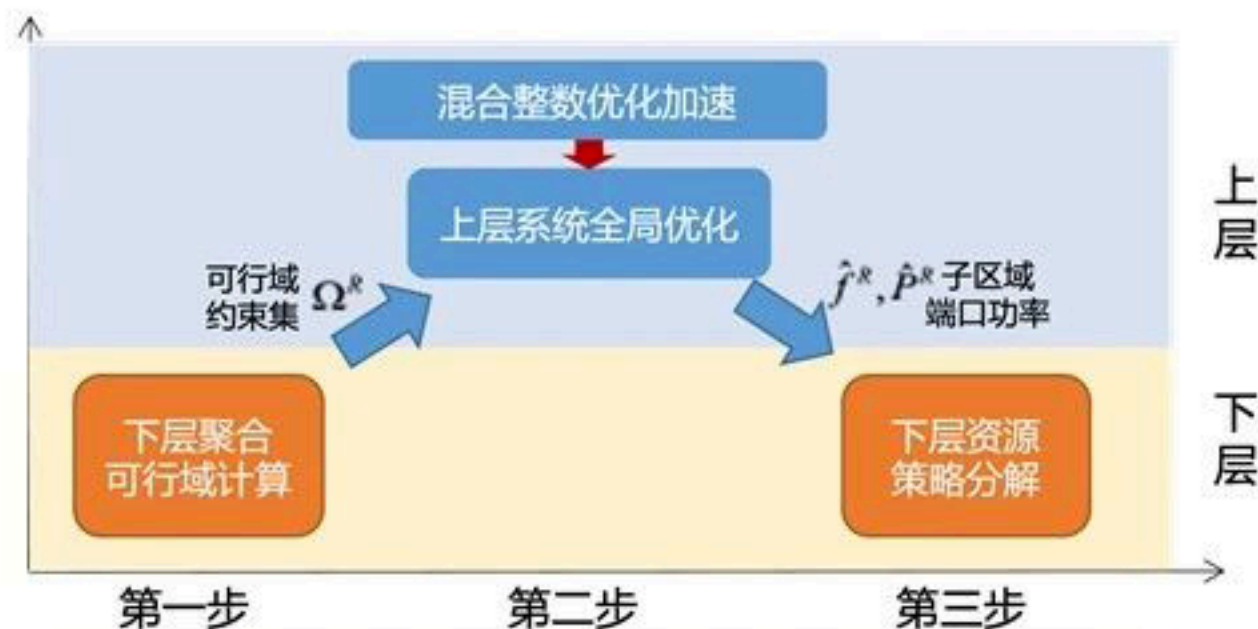 混合整数优化加速
上层系统全局优化
可行域
约束集 Ω^R
f̂^R, P̂^R 子区域
端口功率
上层
下层聚合
可行域计算
下层资源
策略分解
下层
第一步 第二步 第三步